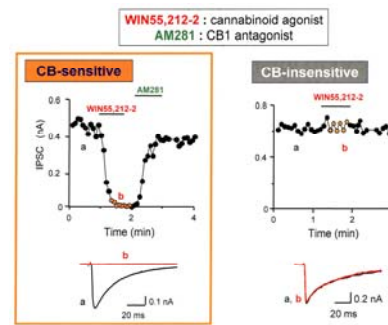 WIN55,212-2 : cannabinoid agonist
AM281 : CB1 antagonist
CB-sensitive
AM281
WIN55,212-2
0.6
0.4
0.2
0
IPSC (nA)
a
b
0 2 4
Time (min)
b
a
0.1 nA
20 ms
CB-insensitive
WIN55,212-2
0.8
0.6
0.4
a
b
0 1 2 3
Time (min)
a, b
0.2 nA
20 ms